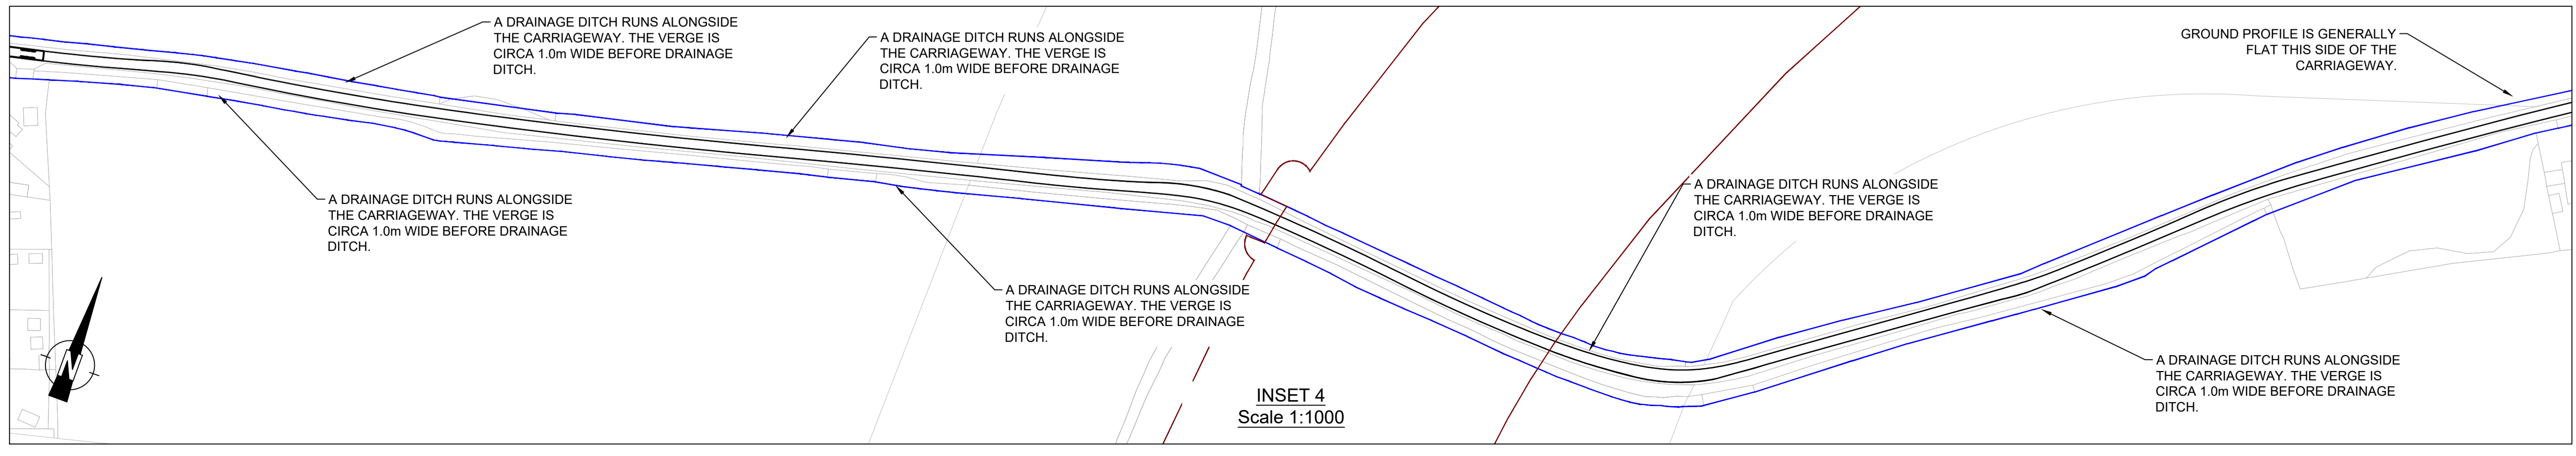 A DRAINAGE DITCH RUNS ALONGSIDE
THE CARRIAGEWAY. THE VERGE IS
CIRCA 1.0m WIDE BEFORE DRAINAGE
DITCH.
A DRAINAGE DITCH RUNS ALONGSIDE
THE CARRIAGEWAY. THE VERGE IS
CIRCA 1.0m WIDE BEFORE DRAINAGE
DITCH.
GROUND PROFILE IS GENERALLY
FLAT THIS SIDE OF THE
CARRIAGEWAY.
A DRAINAGE DITCH RUNS ALONGSIDE
THE CARRIAGEWAY. THE VERGE IS
CIRCA 1.0m WIDE BEFORE DRAINAGE
DITCH.
A DRAINAGE DITCH RUNS ALONGSIDE
THE CARRIAGEWAY. THE VERGE IS
CIRCA 1.0m WIDE BEFORE DRAINAGE
DITCH.
A DRAINAGE DITCH RUNS ALONGSIDE
THE CARRIAGEWAY. THE VERGE IS
CIRCA 1.0m WIDE BEFORE DRAINAGE
DITCH.
A DRAINAGE DITCH RUNS ALONGSIDE
THE CARRIAGEWAY. THE VERGE IS
CIRCA 1.0m WIDE BEFORE DRAINAGE
DITCH.
N
INSET 4
Scale 1:1000